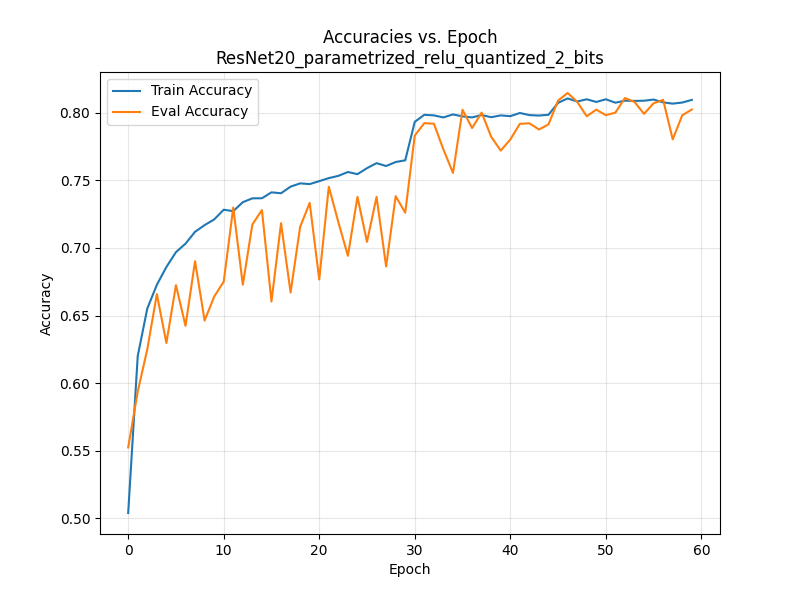 Accuracies vs. Epoch
ResNet20_parametrized_relu_quantized_2_bits
Train Accuracy
Eval Accuracy
0.80
0.75
0.70
0.65
0.60
0.55
0.50
Accuracy
0 10 20 30 40 50 60
Epoch